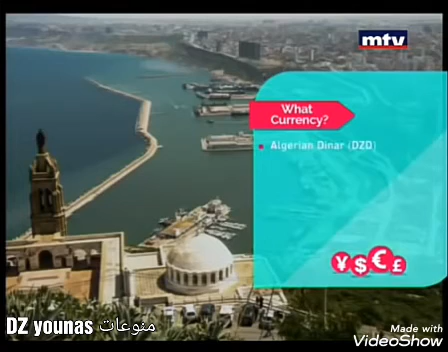 mtv
What
Currency?
Algerian Dinar (DZD)
¥ $ € £
DZ younas منوعات
Made with
VideoShow